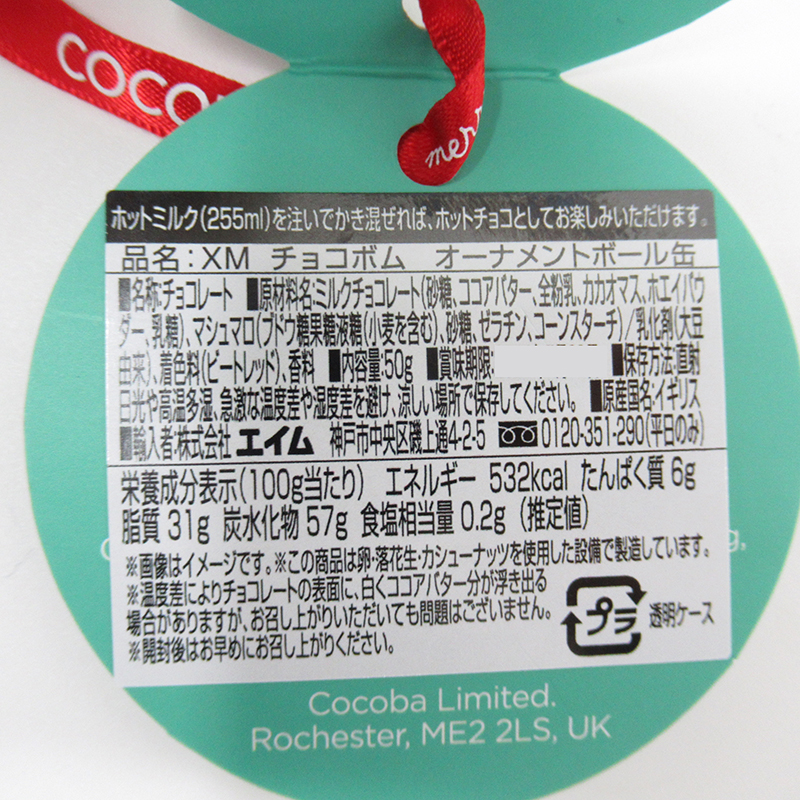 COCO
merr
ホットミルク(255ml)を注いでかき混ぜれば、ホットチョコとしてお楽しみいただけます。
品名:XM チョコボム オーナメントボール缶
■名称:チョコレート ■原材料名:ミルクチョコレート(砂糖、ココアバター、全粉乳、カカオマス、ホエイパウ
ダー、乳糖)、マシュマロ(ブドウ糖果糖液糖(小麦を含む)、砂糖、ゼラチン、コーンスターチ)/乳化剤(大豆
由来)、着色料(ビートレッド)、香料 ■内容量:50g ■賞味期限: ■保存方法:直射
日光や高温多湿、急激な温度差や湿度差を避け、涼しい場所で保存してください。 ■原産国名:イギリス
■輸入者:株式会社 エイム 神戸市中央区磯上通4-2-5 0120-351-290(平日のみ)
栄養成分表示(100g当たり) エネルギー 532kcal たんぱく質 6g
脂質 31g 炭水化物 57g 食塩相当量 0.2g (推定値)
※画像はイメージです。※この商品は卵・落花生・カシューナッツを使用した設備で製造しています。
※温度差によりチョコレートの表面に、白くココアバター分が浮き出る
場合がありますが、お召し上がりいただいても問題はございません。
※開封後はお早めにお召し上がりください。
プラ 透明ケース
Cocoba Limited.
Rochester, ME2 2LS, UK